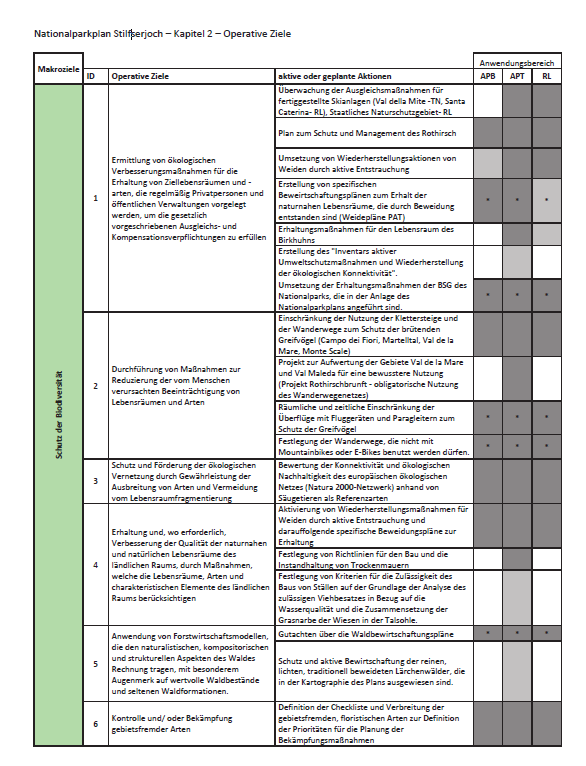 Nationalparkplan Stilfserjoch – Kapitel 2 – Operative Ziele
Makroziele
Anwendungsbereich
ID Operative Ziele aktive oder geplante Aktionen APB APT RL
Schutz der Biodiversität
1
Ermittlung von ökologischen
Verbesserungsmaßnahmen für die
Erhaltung von Ziellebensräumen und -
arten, die regelmäßig Privatpersonen und
öffentlichen Verwaltungen vorgelegt
werden, um die gesetzlich
vorgeschriebenen Ausgleichs- und
Kompensationsverpflichtungen zu erfüllen
Überwachung der Ausgleichsmaßnahmen für
fertiggestellte Skianlagen (Val della Mite -TN, Santa
Caterina- RL), Staatliches Naturschutzgebiet- RL
Plan zum Schutz und Management des Rothirsch
Umsetzung von Wiederherstellungsaktionen von
Weiden durch aktive Entstrauchung
Erstellung von spezifischen
Bewirtschaftungsplänen zum Erhalt der
naturnahen Lebensräume, die durch Beweidung
entstanden sind (Weidepläne PAT)
* * *
Erhaltungsmaßnahmen für den Lebensraum des
Birkhuhns
Erstellung des "Inventars aktiver
Umweltschutzmaßnahmen und Wiederherstellung
der ökologischen Konnektivität".
Umsetzung der Erhaltungsmaßnahmen der BSG des
Nationalparks, die in der Anlage des
Nationalparkplans angeführt sind.
* * *
2
Durchführung von Maßnahmen zur
Reduzierung der vom Menschen
verursachten Beeinträchtigung von
Lebensräumen und Arten
Einschränkung der Nutzung der Klettersteige und
der Wanderwege zum Schutz der brütenden
Greifvögel (Campo dei Fiori, Martelltal, Val de la
Mare, Monte Scale)
Projekt zur Aufwertung der Gebiete Val de la Mare
und Val Maleda für eine bewusstere Nutzung
(Projekt Rothirschbrunft - obligatorische Nutzung
des Wanderwegenetzes)
Räumliche und zeitliche Einschränkung der
Überflüge mit Fluggeräten und Paragleitern zum
Schutz der Greifvögel
* * *
Festlegung der Wanderwege, die nicht mit
Mountainbikes oder E-Bikes benutzt werden dürfen.
* * *
3
Schutz und Förderung der ökologischen
Vernetzung durch Gewährleistung der
Ausbreitung von Arten und Vermeidung
vom Lebensraumfragmentierung
Bewertung der Konnektivität und ökologischen
Nachhaltigkeit des europäischen ökologischen
Netzes (Natura 2000-Netzwerk) anhand von
Säugetieren als Referenzarten
4
Erhaltung und, wo erforderlich,
Verbesserung der Qualität der naturnahen
und natürlichen Lebensräume des
ländlichen Raums, durch Maßnahmen,
welche die Lebensräume, Arten und
charakteristischen Elemente des ländlichen
Raums berücksichtigen
Aktivierung von Wiederherstellungsmaßnahmen für
Weiden durch aktive Entstrauchung und
darauffolgende spezifische Beweidungspläne zur
Erhaltung
Festlegung von Richtlinien für den Bau und die
Instandhaltung von Trockenmauern
Festlegung von Kriterien für die Zulässigkeit des
Baus von Ställen auf der Grundlage der Analyse des
zulässigen Viehbesatzes in Bezug auf die
Wasserqualität und die Zusammensetzung der
Grasnarbe der Wiesen in der Talsohle.
5
Anwendung von Forstwirtschaftsmodellen,
die den naturalistischen, kompositorischen
und strukturellen Aspekten des Waldes
Rechnung tragen, mit besonderem
Augenmerk auf wertvolle Waldbestände
und seltenen Waldformationen.
Gutachten über die Waldbewirtschaftungspläne
* * *
Schutz und aktive Bewirtschaftung der reinen,
lichten, traditionell beweideten Lärchenwälder, die
in der Kartographie des Plans ausgewiesen sind.
6
Kontrolle und/ oder Bekämpfung
gebietsfremder Arten
Definition der Checkliste und Verbreitung der
gebietsfremden, floristischen Arten zur Definition
der Prioritäten für die Planung der
Bekämpfungsmaßnahmen